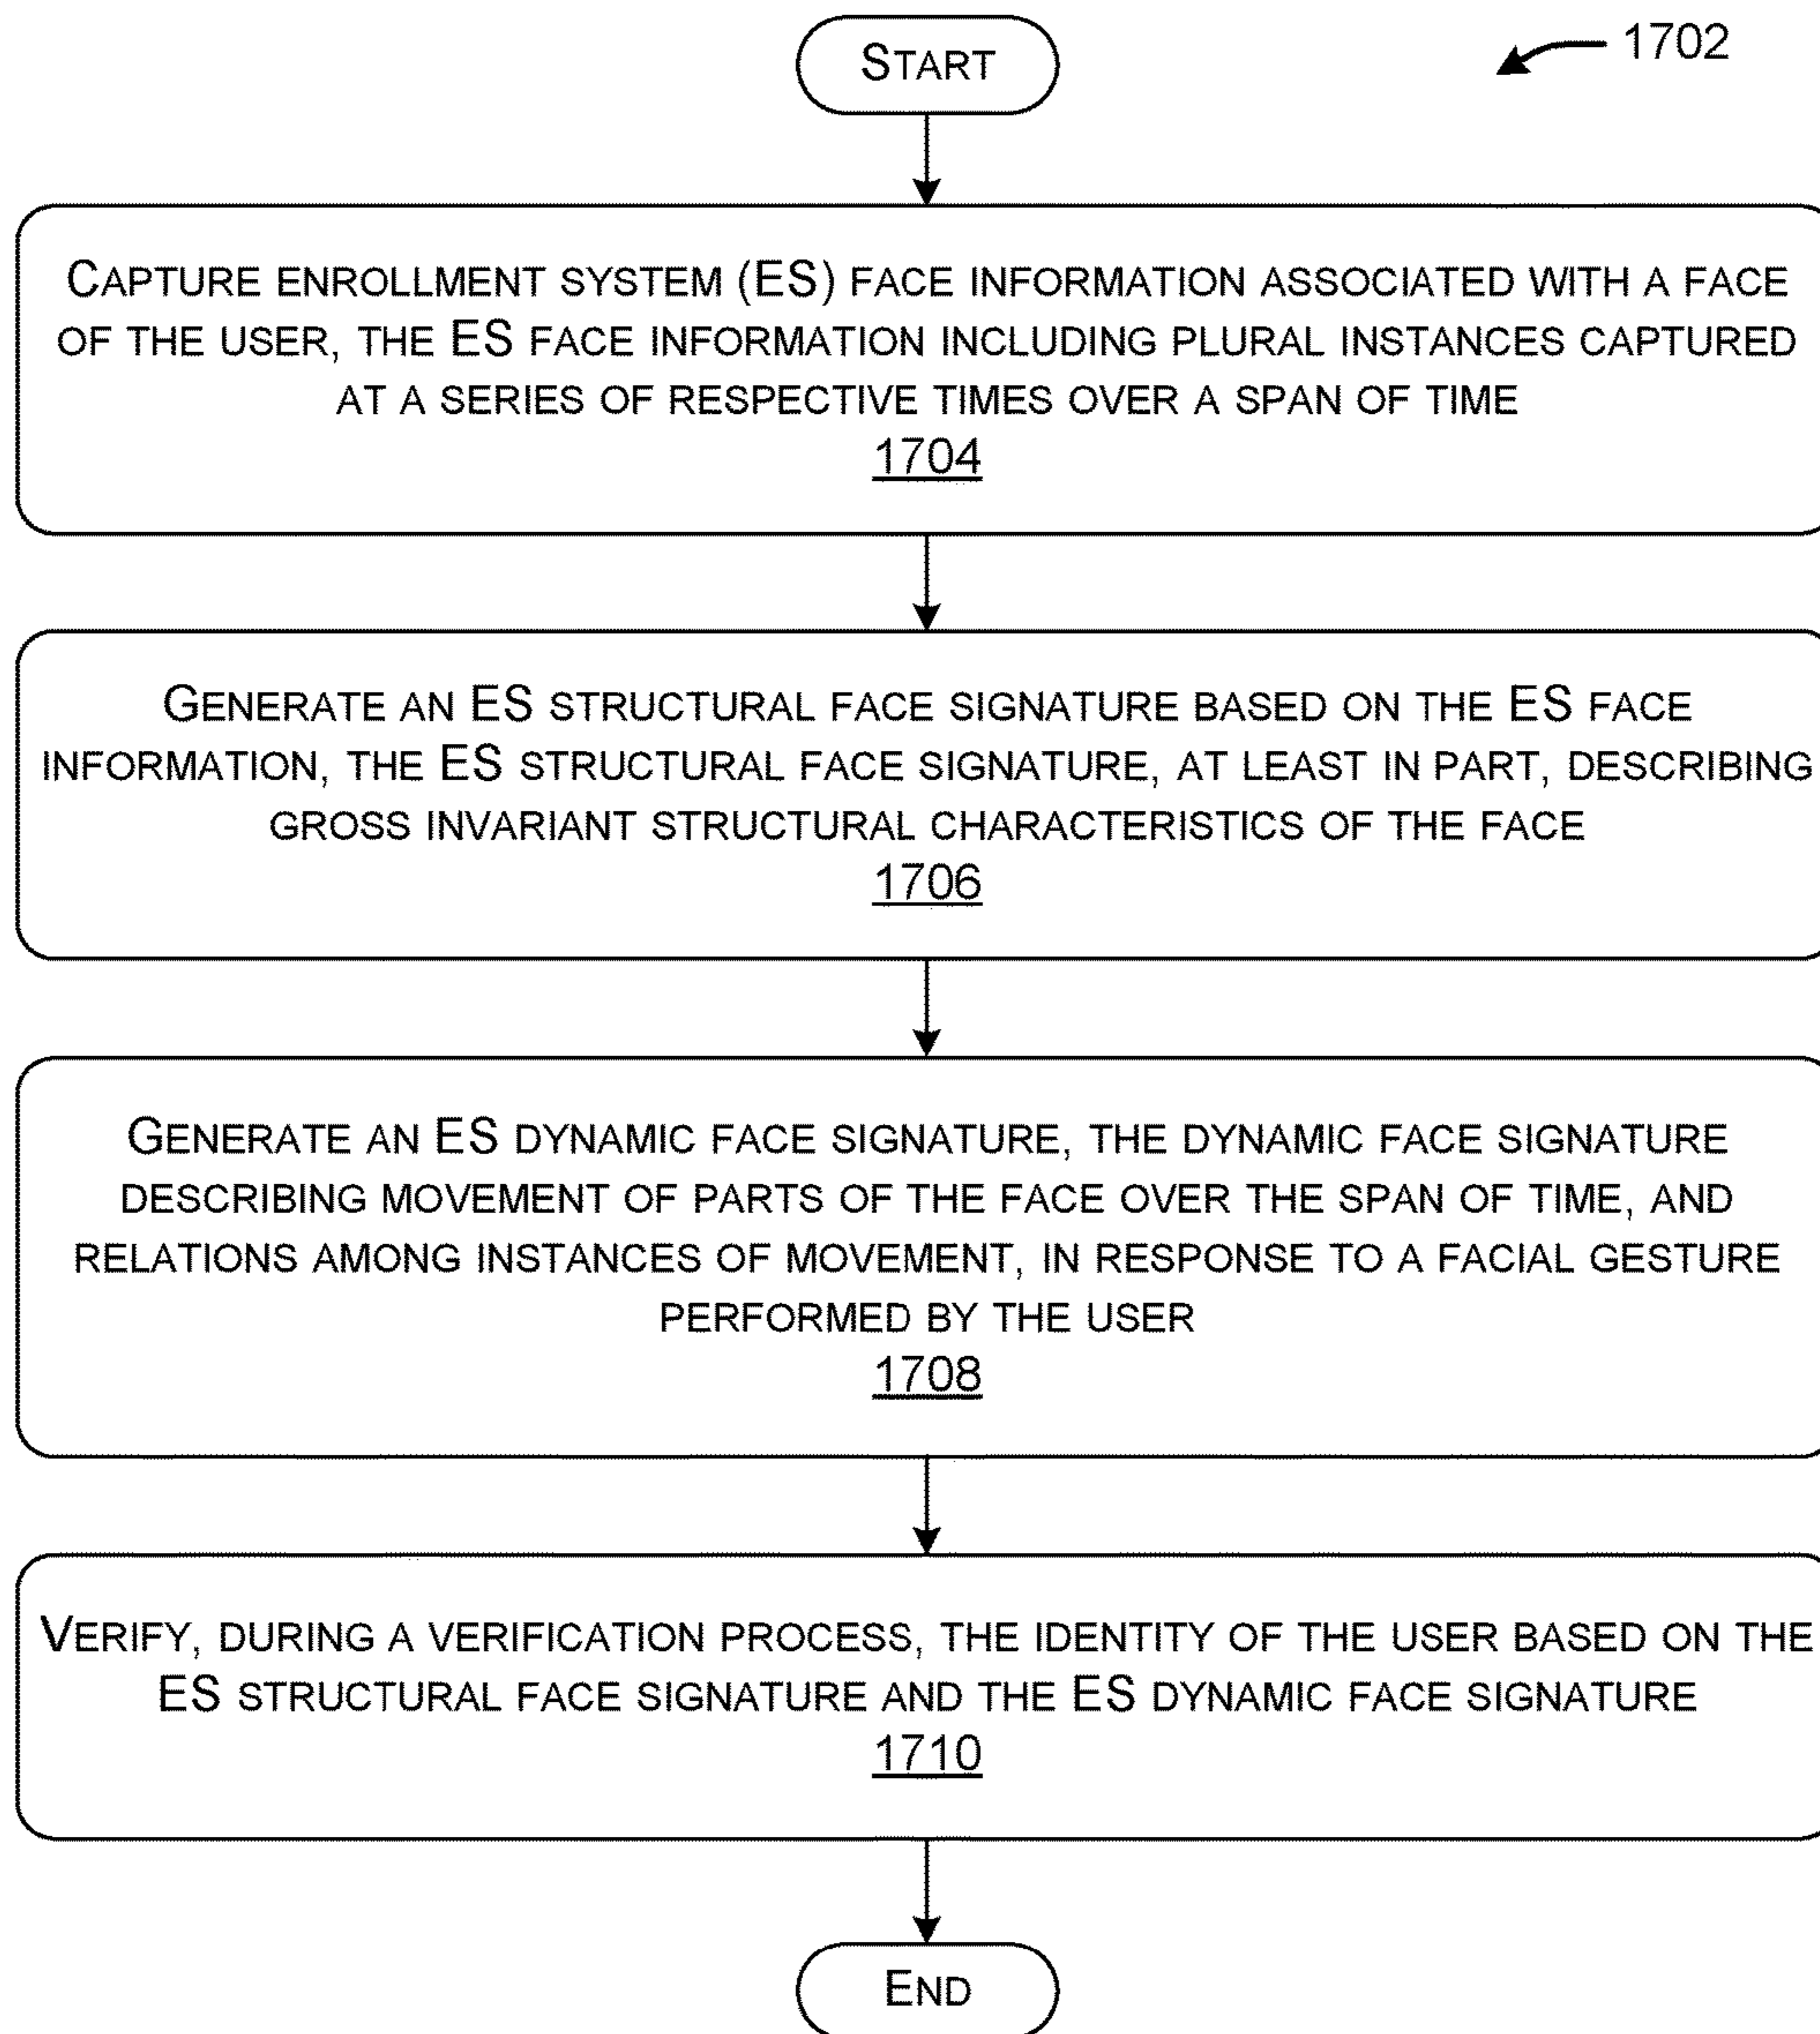 START
1702
CAPTURE ENROLLMENT SYSTEM (ES) FACE INFORMATION ASSOCIATED WITH A FACE
OF THE USER, THE ES FACE INFORMATION INCLUDING PLURAL INSTANCES CAPTURED
AT A SERIES OF RESPECTIVE TIMES OVER A SPAN OF TIME
1704
GENERATE AN ES STRUCTURAL FACE SIGNATURE BASED ON THE ES FACE
INFORMATION, THE ES STRUCTURAL FACE SIGNATURE, AT LEAST IN PART, DESCRIBING
GROSS INVARIANT STRUCTURAL CHARACTERISTICS OF THE FACE
1706
GENERATE AN ES DYNAMIC FACE SIGNATURE, THE DYNAMIC FACE SIGNATURE
DESCRIBING MOVEMENT OF PARTS OF THE FACE OVER THE SPAN OF TIME, AND
RELATIONS AMONG INSTANCES OF MOVEMENT, IN RESPONSE TO A FACIAL GESTURE
PERFORMED BY THE USER
1708
VERIFY, DURING A VERIFICATION PROCESS, THE IDENTITY OF THE USER BASED ON THE
ES STRUCTURAL FACE SIGNATURE AND THE ES DYNAMIC FACE SIGNATURE
1710
END